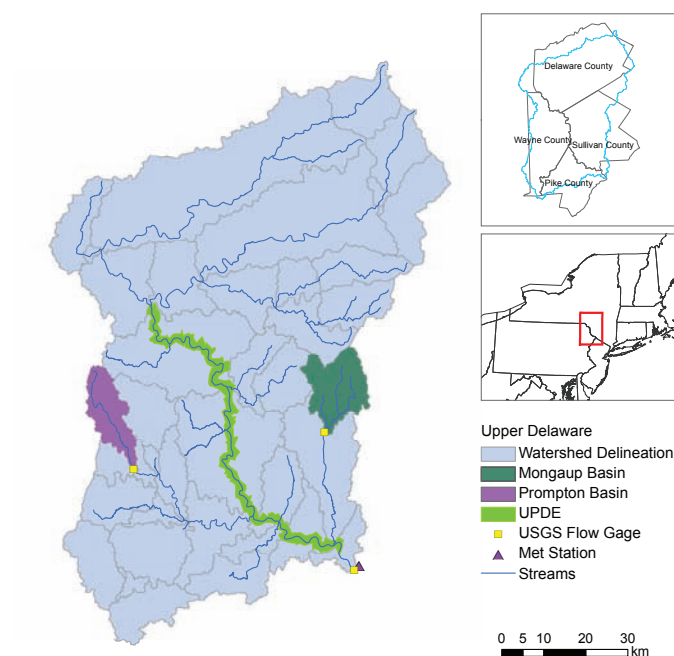 Delaware County
Wayne County
Sullivan County
Pike County
Upper Delaware
Watershed Delineation
Mongaup Basin
Prompton Basin
UPDE
USGS Flow Gage
Met Station
Streams
0 5 10 20 30
km